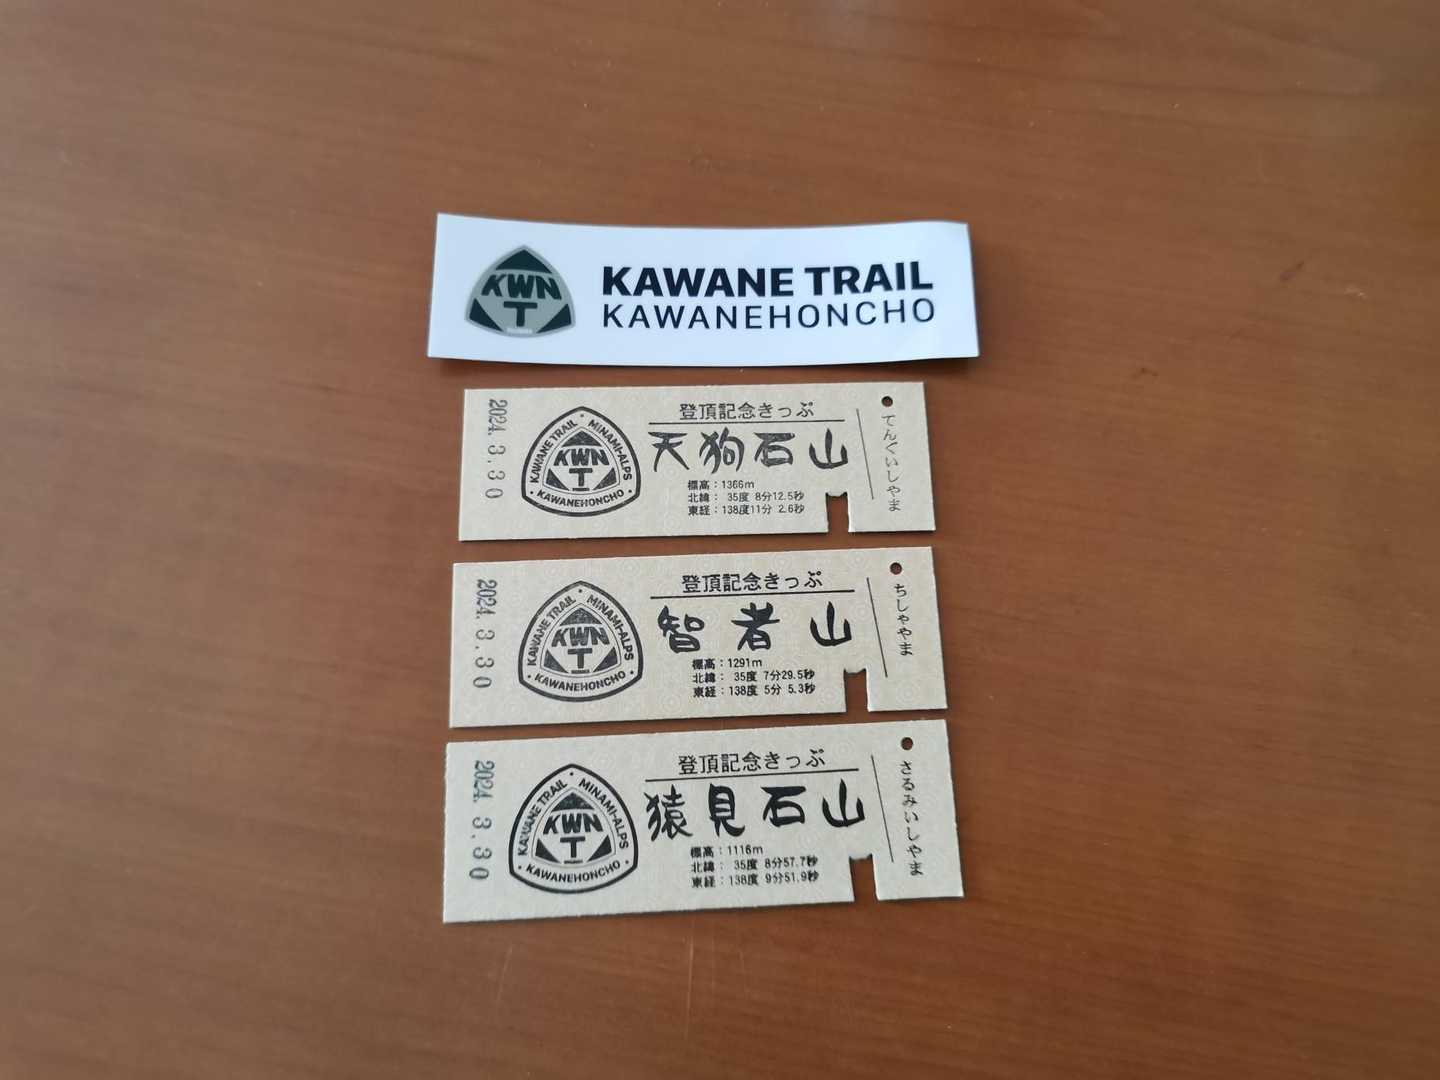 KWN
T
KAWANE TRAIL
KAWANEHONCHO
2024. 3. 30
KAWANE TRAIL • MINAMI-ALPS • KAWANEHONCHO •
KWN
T
登頂記念きっぷ
天狗石山
標高：1366m
北緯： 35度 8分12.5秒
東経：138度11分 2.6秒
てんぐいしやま
2024. 3. 30
KAWANE TRAIL • MINAMI-ALPS • KAWANEHONCHO •
KWN
T
登頂記念きっぷ
智者山
標高：1291m
北緯： 35度 7分29.5秒
東経：138度 5分 5.3秒
ちしゃやま
2024. 3. 30
KAWANE TRAIL • MINAMI-ALPS • KAWANEHONCHO •
KWN
T
登頂記念きっぷ
猿見石山
標高：1116m
北緯： 35度 8分57.7秒
東経：138度 9分51.9秒
さるみいしやま